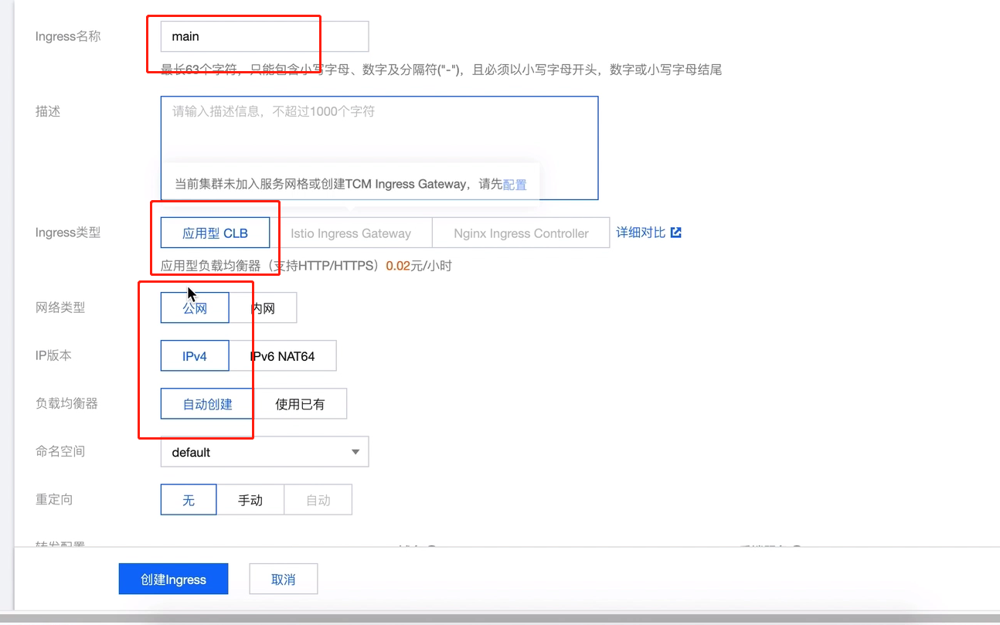 Ingress名称
main
最长63个字符，只能包含小写字母、数字及分隔符("-")，且必须以小写字母开头，数字或小写字母结尾
描述
请输入描述信息，不超过1000个字符
当前集群未加入服务网格或创建TCM Ingress Gateway，请先配置
Ingress类型
应用型 CLB
Istio Ingress Gateway
Nginx Ingress Controller
详细对比
应用型负载均衡器（支持HTTP/HTTPS）0.02元/小时
网络类型
公网
内网
IP版本
IPv4
IPv6 NAT64
负载均衡器
自动创建
使用已有
命名空间
default
重定向
无
手动
自动
转发配置
创建Ingress
取消